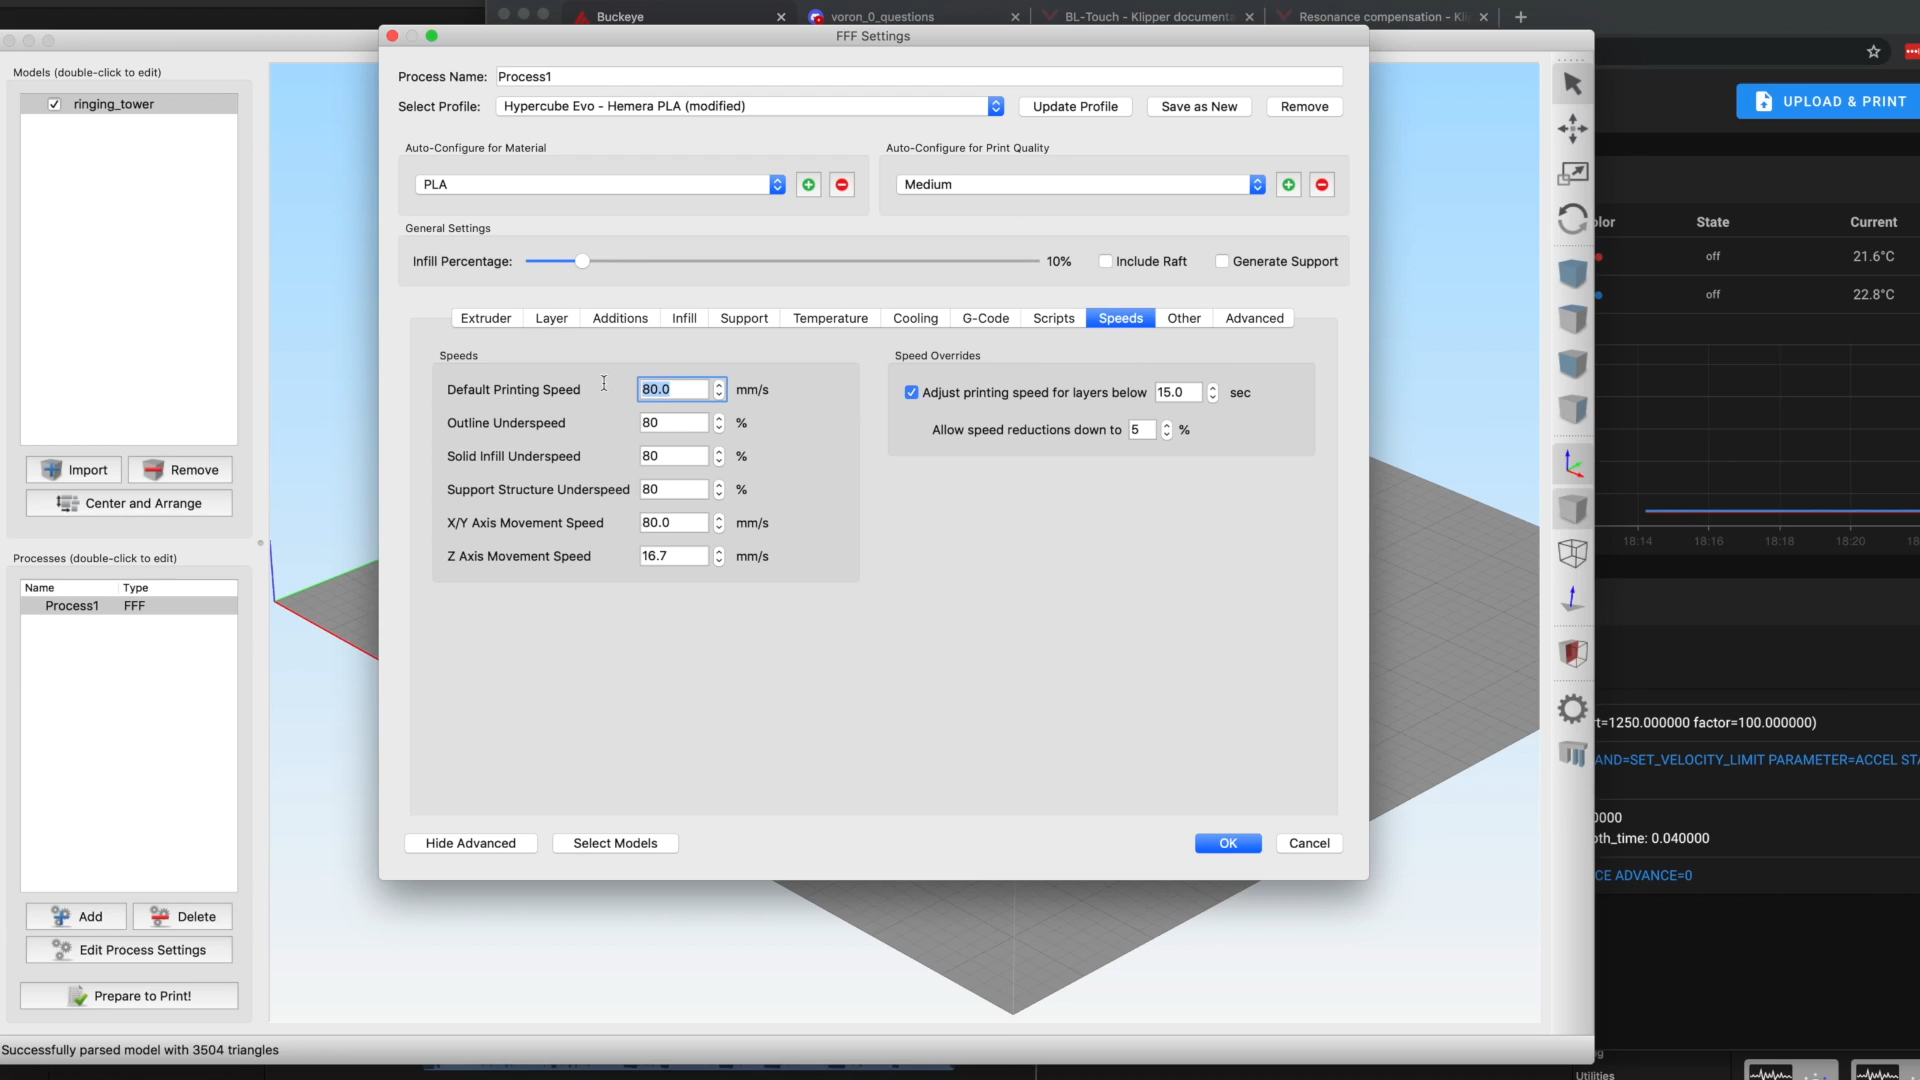 Buckeye
voron_0_questions
BL-Touch - Klipper documenta
Resonance compensation - Kli
FFF Settings
Models (double-click to edit)
ringing_tower
Import
Remove
Center and Arrange
Processes (double-click to edit)
Name Type
Process1 FFF
Add
Delete
Edit Process Settings
Prepare to Print!
Successfully parsed model with 3504 triangles
Process Name: Process1
Select Profile: Hypercube Evo - Hemera PLA (modified)
Update Profile
Save as New
Remove
Auto-Configure for Material
PLA
Auto-Configure for Print Quality
Medium
General Settings
Infill Percentage: 10%
Include Raft
Generate Support
Extruder Layer Additions Infill Support Temperature Cooling G-Code Scripts Speeds Other Advanced
Speeds
Default Printing Speed 80.0 mm/s
Outline Underspeed 80 %
Solid Infill Underspeed 80 %
Support Structure Underspeed 80 %
X/Y Axis Movement Speed 80.0 mm/s
Z Axis Movement Speed 16.7 mm/s
Speed Overrides
Adjust printing speed for layers below 15.0 sec
Allow speed reductions down to 5 %
Hide Advanced
Select Models
OK
Cancel
UPLOAD & PRINT
olor State Current
off 21.6°C
off 22.8°C
18:14 18:16 18:18 18:20 18
t=1250.000000 factor=100.000000)
AND=SET_VELOCITY_LIMIT PARAMETER=ACCEL STA
0000
oth_time: 0.040000
CE ADVANCE=0
Utilities